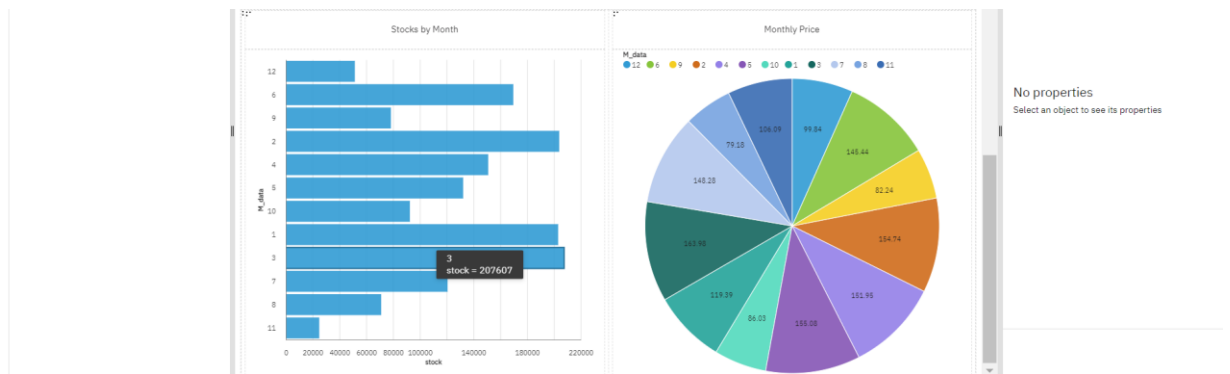 Stocks by Month
12
6
9
2
4
5
10
1
3
7
8
11
M_data
3
stock = 207607
0 20000 40000 60000 80000 100000 140000 180000 220000
stock
Monthly Price
M_data
12 6 9 2 4 5 10 1 3 7 8 11
106.09
99.84
79.18
145.44
148.28
82.24
163.98
154.74
119.39
151.95
86.03
155.08
No properties
Select an object to see its properties